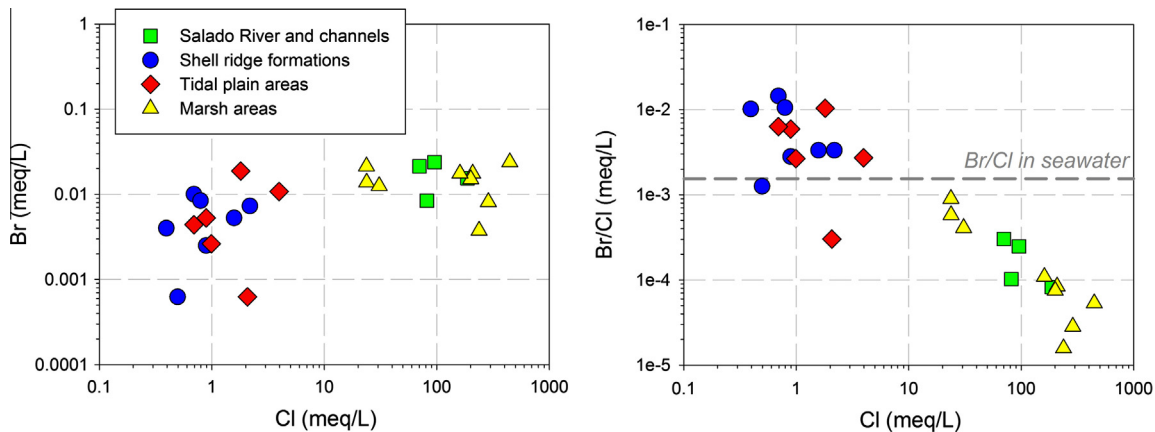 1
0.1
0.01
0.001
0.0001
Br (meq/L)
Salado River and channels
Shell ridge formations
Tidal plain areas
Marsh areas
0.1 1 10 100 1000
Cl (meq/L)
1e-1
1e-2
1e-3
1e-4
1e-5
Br/Cl (meq/L)
Br/Cl in seawater
0.1 1 10 100 1000
Cl (meq/L)